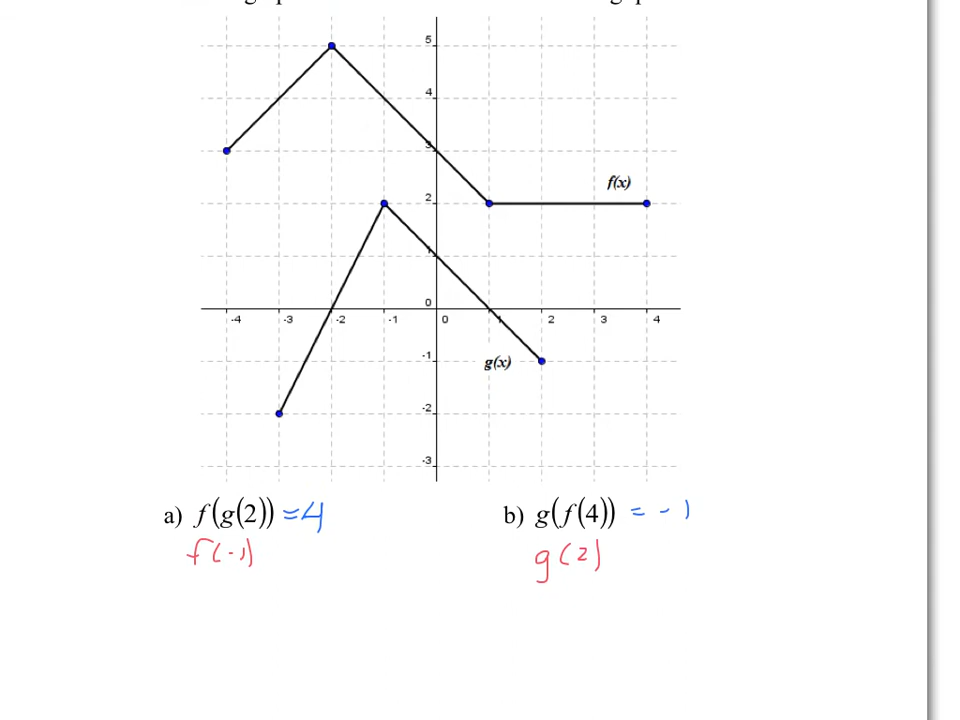 5
4
3
f(x)
2
1
0
-4 -3 -2 -1 0 1 2 3 4
-1
g(x)
-2
-3
a) f(g(2)) = 4
b) g(f(4)) = -1
f(-1)
g(2)